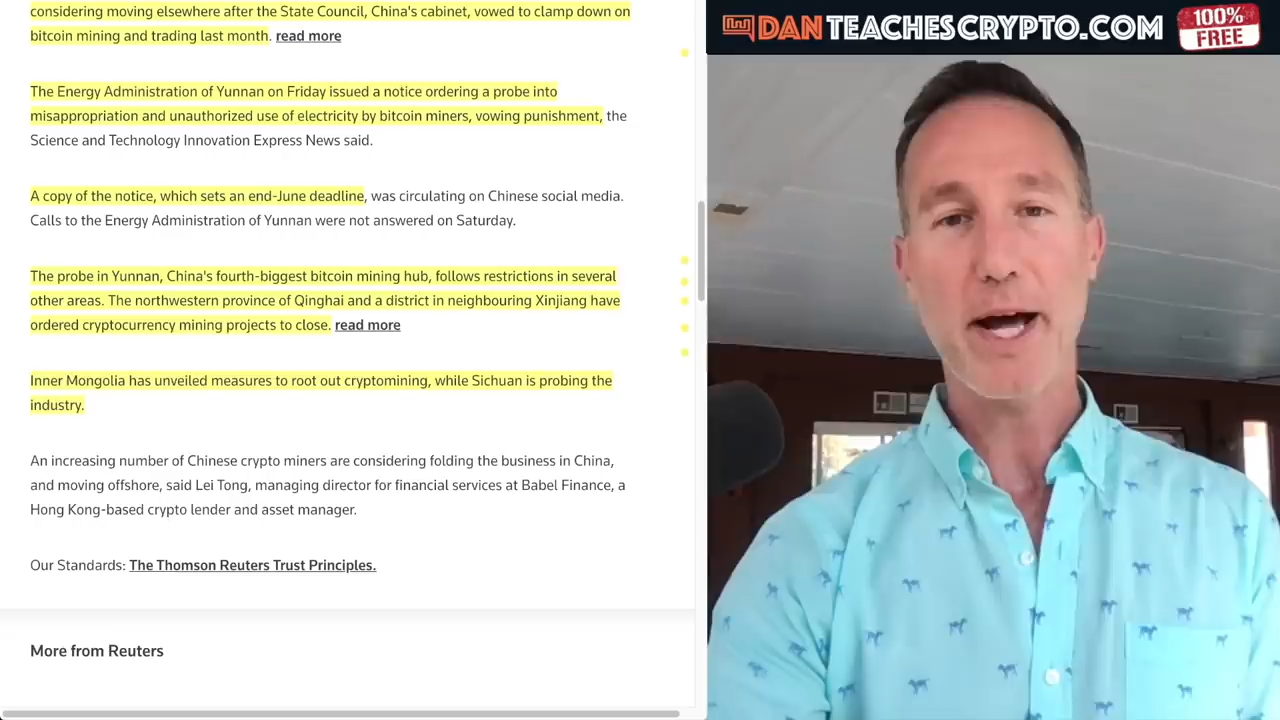 considering moving elsewhere after the State Council, China's cabinet, vowed to clamp down on
bitcoin mining and trading last month. read more
The Energy Administration of Yunnan on Friday issued a notice ordering a probe into
misappropriation and unauthorized use of electricity by bitcoin miners, vowing punishment, the
Science and Technology Innovation Express News said.
A copy of the notice, which sets an end-June deadline, was circulating on Chinese social media.
Calls to the Energy Administration of Yunnan were not answered on Saturday.
The probe in Yunnan, China's fourth-biggest bitcoin mining hub, follows restrictions in several
other areas. The northwestern province of Qinghai and a district in neighbouring Xinjiang have
ordered cryptocurrency mining projects to close. read more
Inner Mongolia has unveiled measures to root out cryptomining, while Sichuan is probing the
industry.
An increasing number of Chinese crypto miners are considering folding the business in China,
and moving offshore, said Lei Tong, managing director for financial services at Babel Finance, a
Hong Kong-based crypto lender and asset manager.
Our Standards: The Thomson Reuters Trust Principles.
More from Reuters
DANTEACHESCRYPTO.COM
100%
FREE